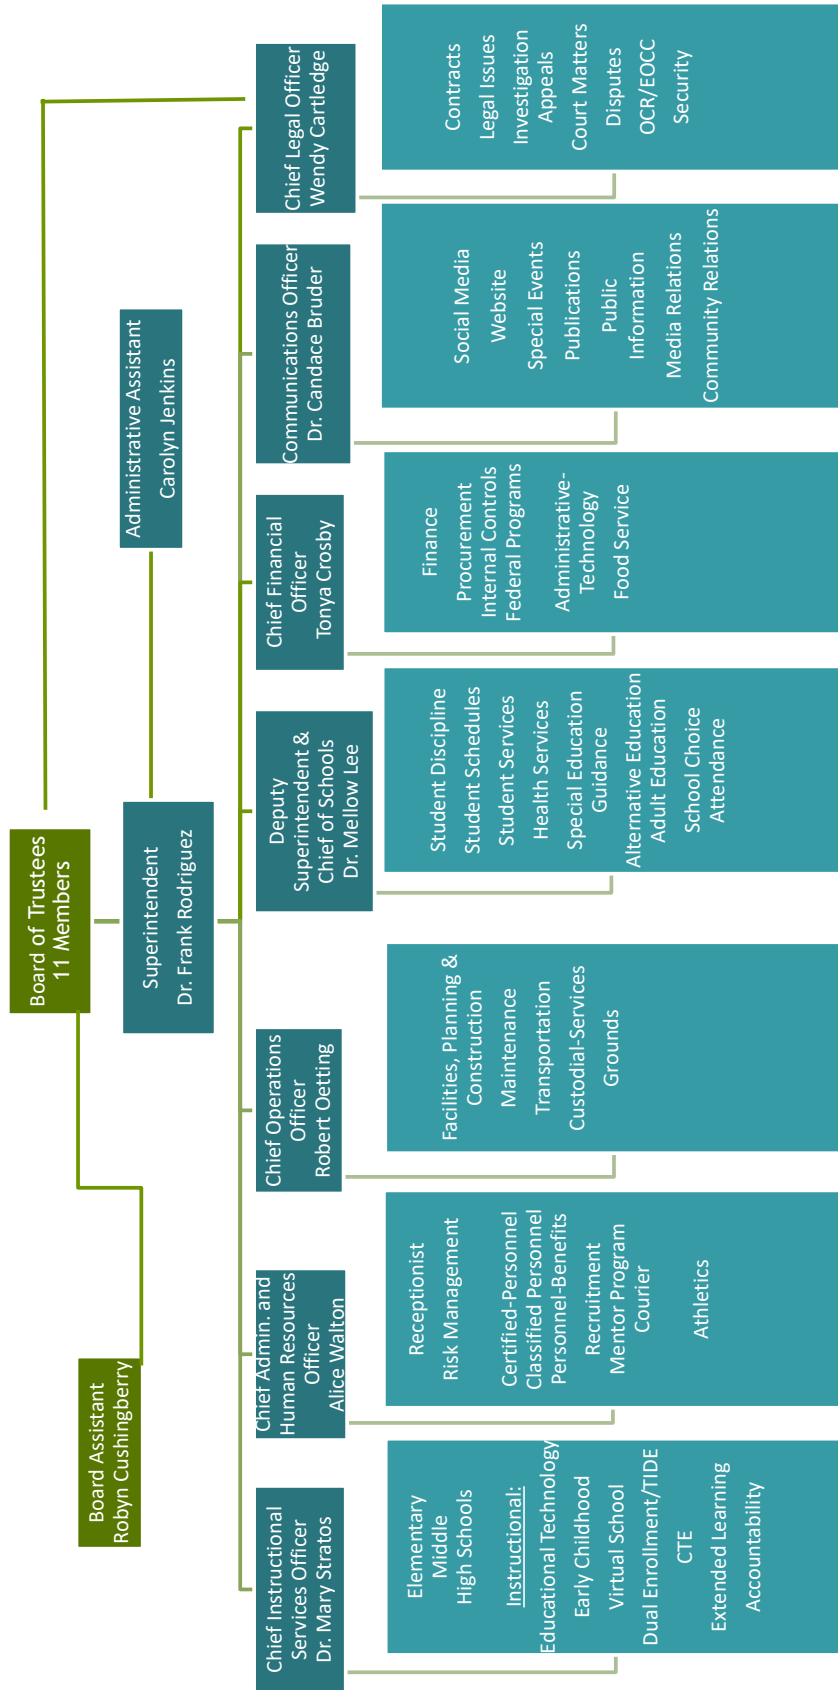 Board of Trustees
11 Members
Board Assistant
Robyn Cushingberry
Superintendent
Dr. Frank Rodriguez
Administrative Assistant
Carolyn Jenkins
Chief Instructional
Services Officer
Dr. Mary Stratos
Chief Admin. and
Human Resources
Officer
Alice Walton
Chief Operations
Officer
Robert Oetting
Deputy
Superintendent &
Chief of Schools
Dr. Mellow Lee
Chief Financial
Officer
Tonya Crosby
Communications Officer
Dr. Candace Bruder
Chief Legal Officer
Wendy Cartledge
Elementary
Middle
High Schools
Instructional:
Educational Technology
Early Childhood
Virtual School
Dual Enrollment/TIDE
CTE
Extended Learning
Accountability
Receptionist
Risk Management
Certified-Personnel
Classified Personnel
Personnel-Benefits
Recruitment
Mentor Program
Courier
Athletics
Facilities, Planning &
Construction
Maintenance
Transportation
Custodial-Services
Grounds
Student Discipline
Student Schedules
Student Services
Health Services
Special Education
Guidance
Alternative Education
Adult Education
School Choice
Attendance
Finance
Procurement
Internal Controls
Federal Programs
Administrative-
Technology
Food Service
Social Media
Website
Special Events
Publications
Public
Information
Media Relations
Community Relations
Contracts
Legal Issues
Investigation
Appeals
Court Matters
Disputes
OCR/EOCC
Security